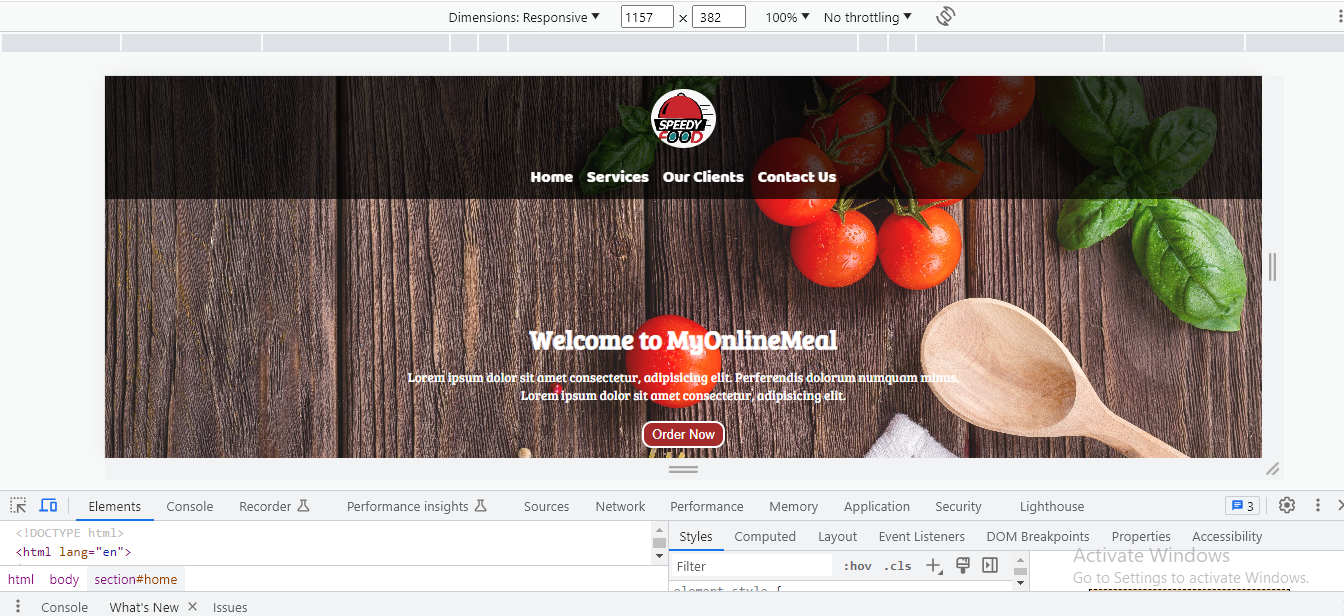 Dimensions: Responsive 1157 × 382 100% No throttling
SPEEDY
FOOD
Home Services Our Clients Contact Us
Welcome to MyOnlineMeal
Lorem ipsum dolor sit amet consectetur, adipisicing elit. Perferendis dolorum numquam minus.
Lorem ipsum dolor sit amet consectetur, adipisicing elit.
Order Now
Elements Console Recorder Performance insights Sources Network Performance Memory Application Security Lighthouse 3
<!DOCTYPE html>
<html lang="en">
html body section#home
Styles Computed Layout Event Listeners DOM Breakpoints Properties Accessibility
Filter :hov .cls
element.style {
Activate Windows
Go to Settings to activate Windows.
Console What's New Issues